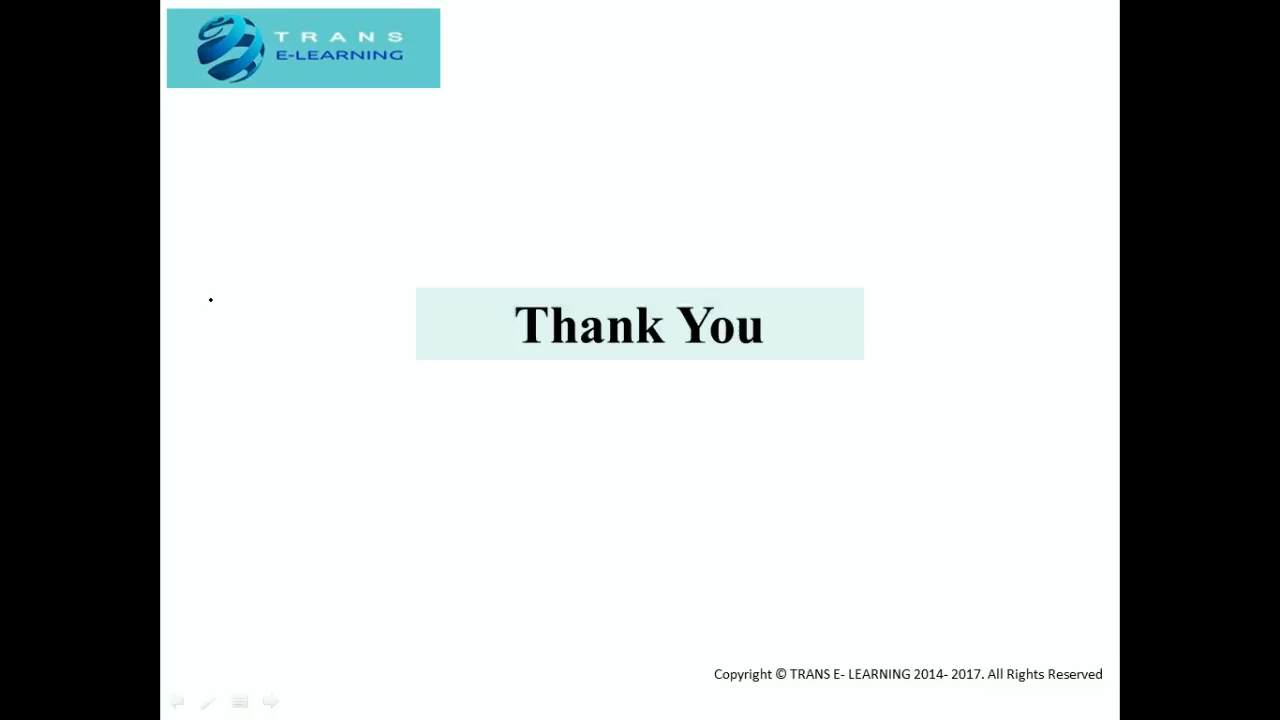 TRANS
E-LEARNING
Thank You
Copyright © TRANS E- LEARNING 2014- 2017. All Rights Reserved